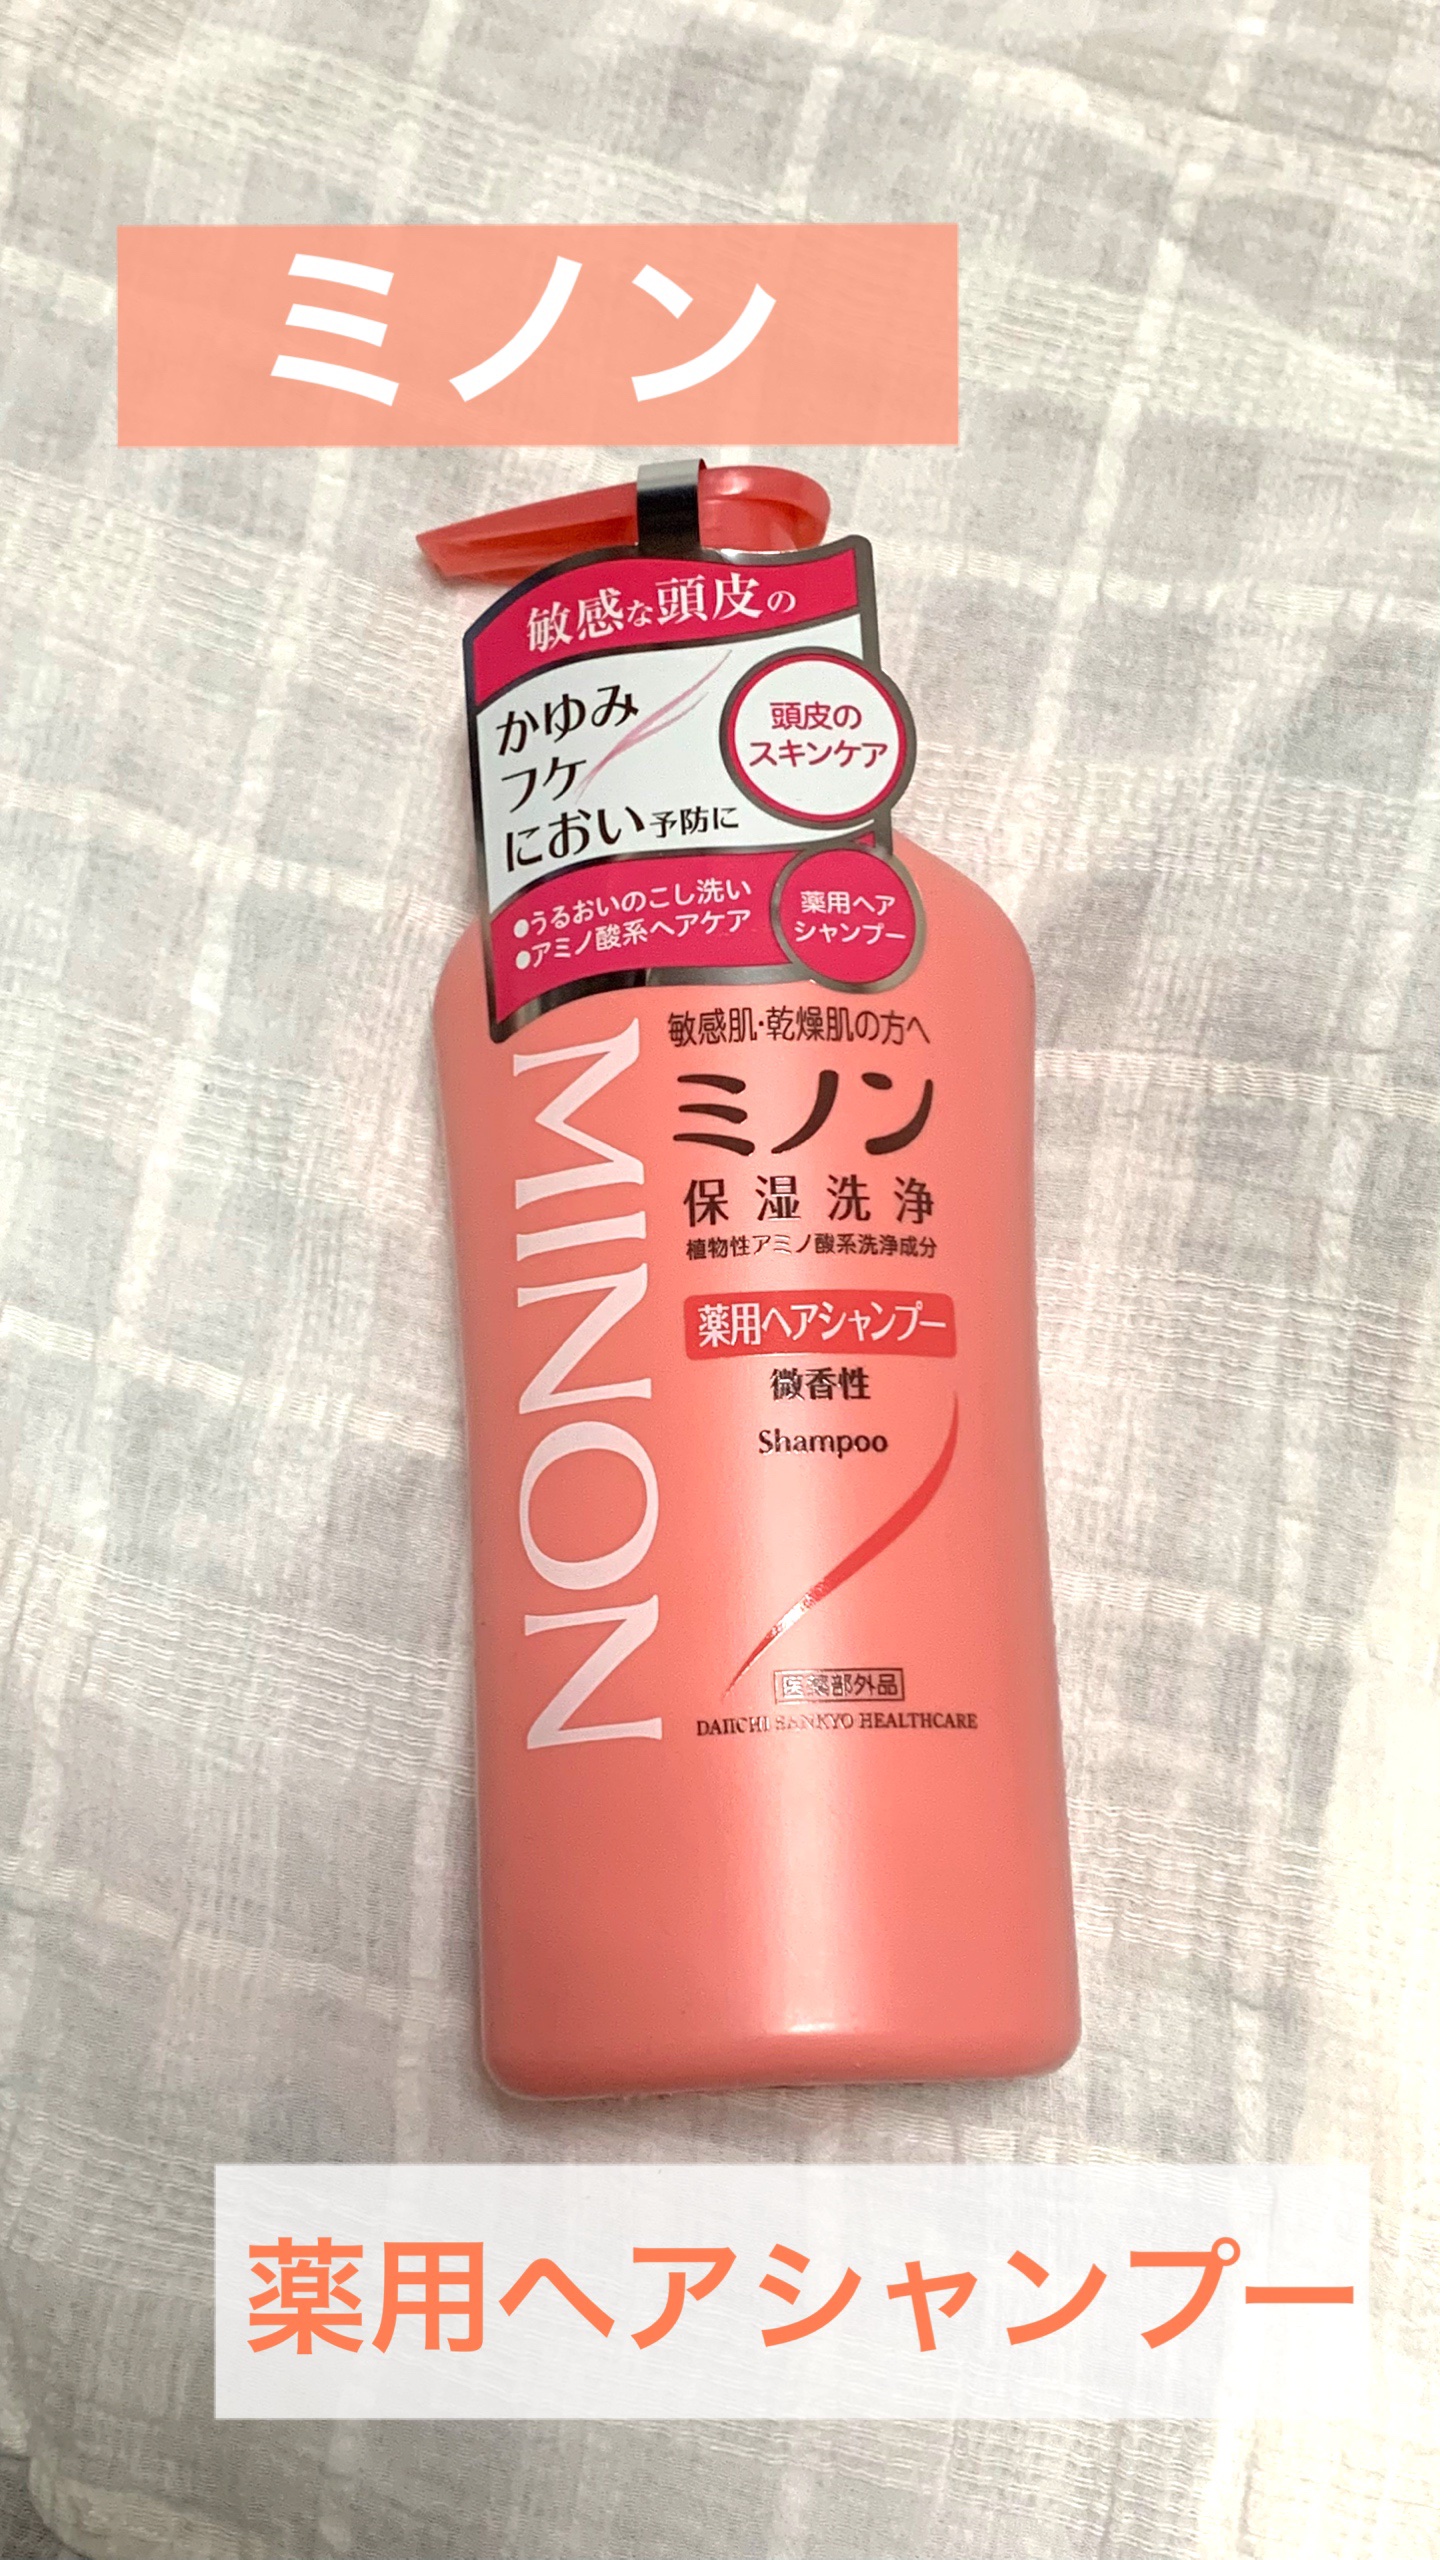 ミノン
敏感な頭皮の
かゆみ
フケ
におい予防に
頭皮の
スキンケア
●うるおいのこし洗い
●アミノ酸系ヘアケア
薬用ヘア
シャンプー
MINON
敏感肌・乾燥肌の方へ
ミノン
保湿洗浄
植物性アミノ酸系洗浄成分
薬用ヘアシャンプー
微香性
Shampoo
医薬部外品
DAIICHI SANKYO HEALTHCARE
薬用ヘアシャンプー